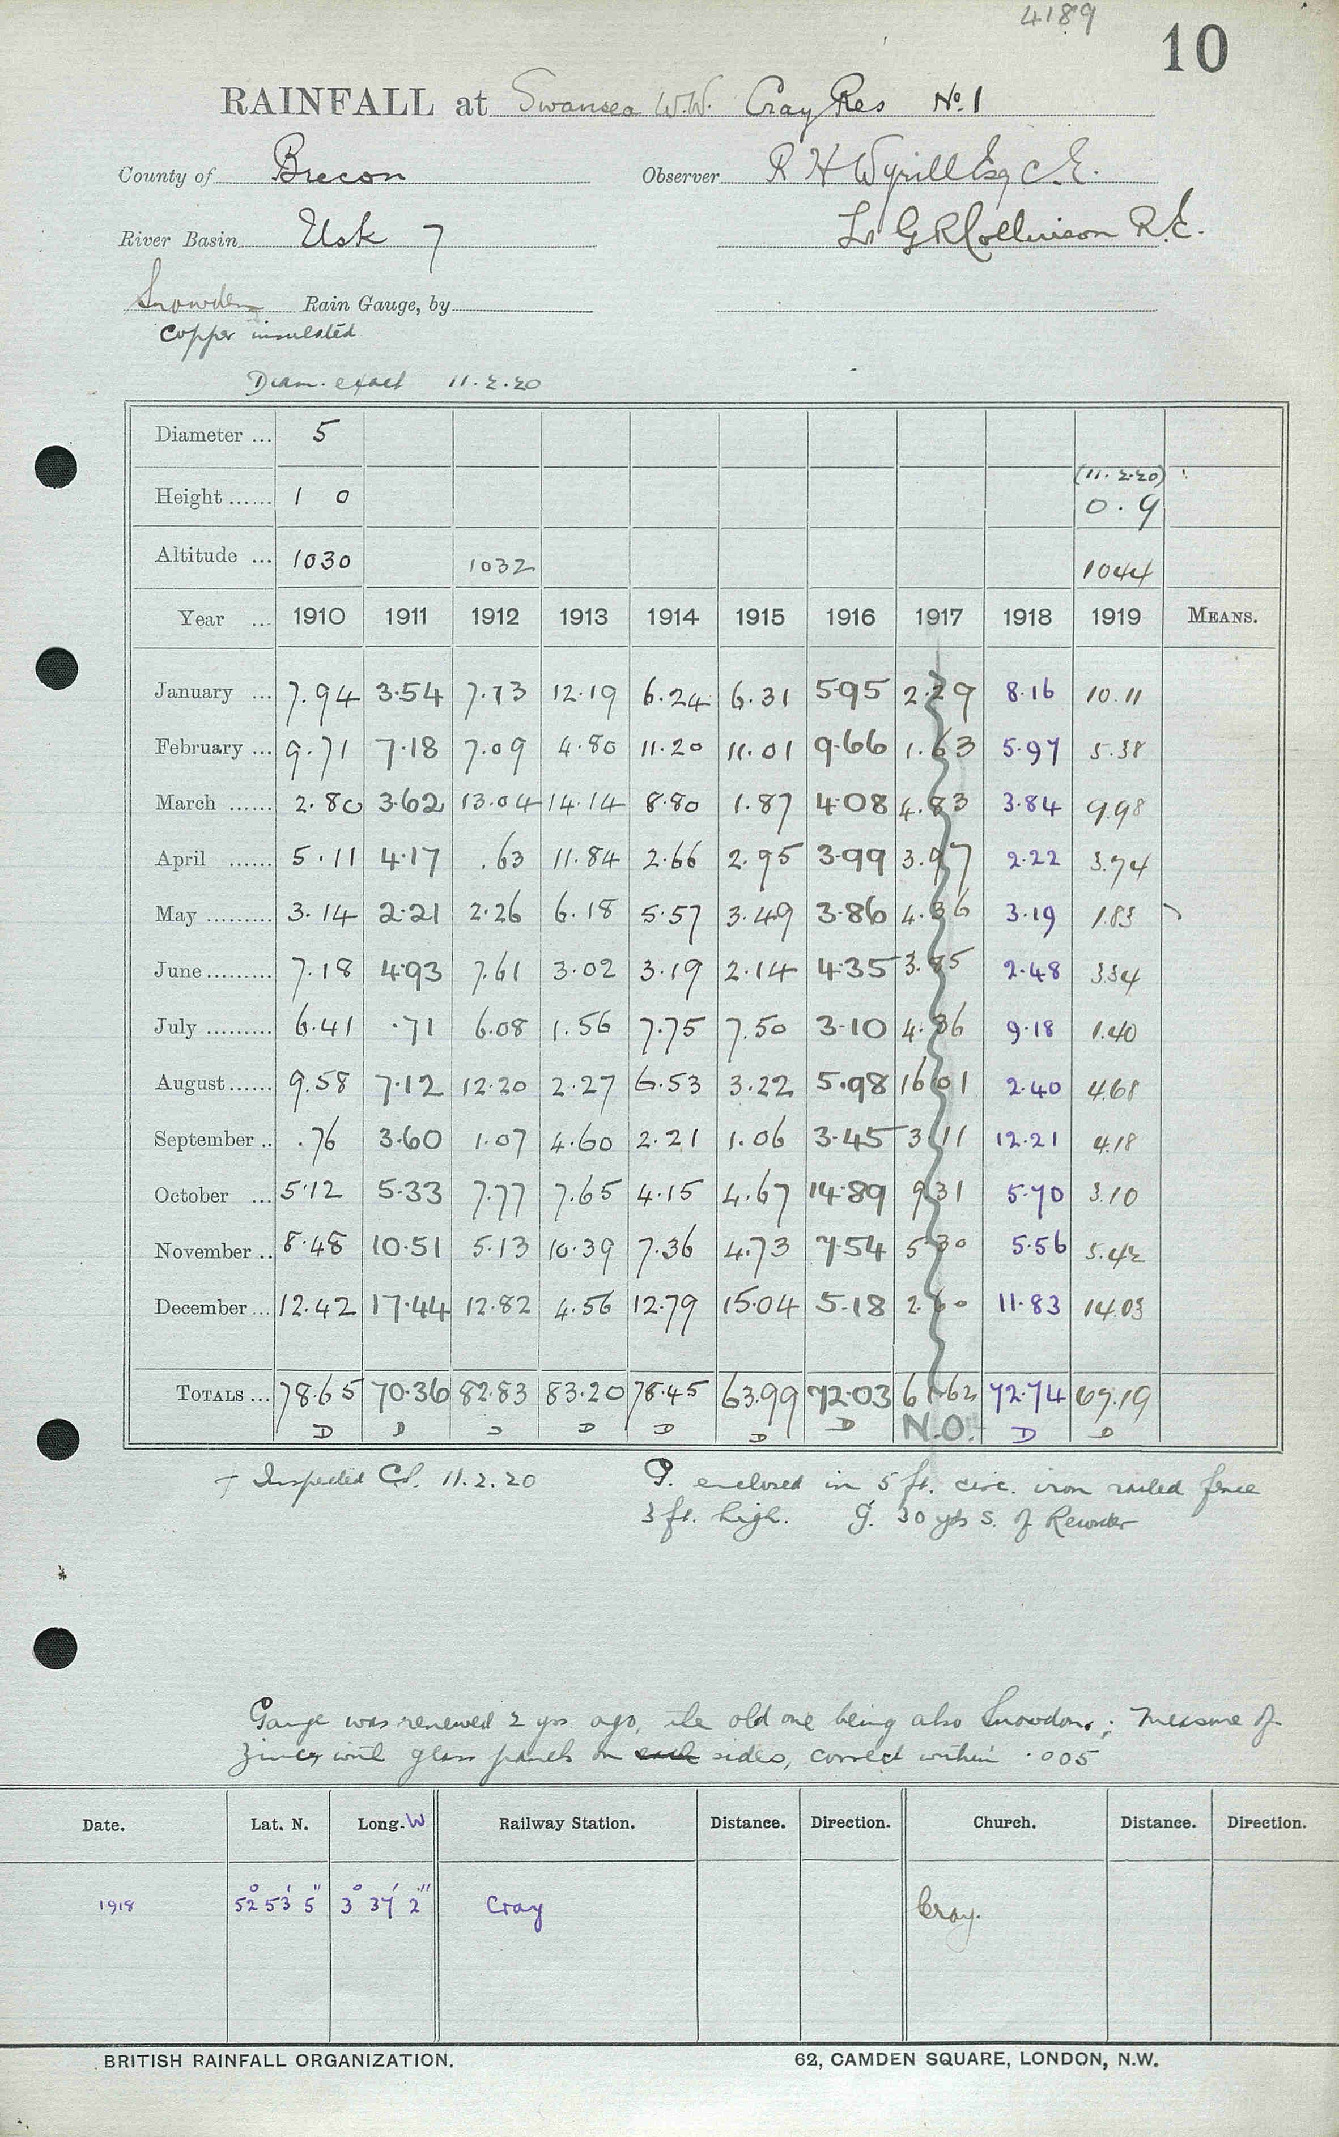 4189
10
RAINFALL at Swansea W.W. Cray Res No. 1
County of Brecon Observer R H Wyrill Esq C.E.
River Basin Usk 7 G R Collinson R.E.
Snowdon Rain Gauge, by
Copper insulated
Diam. exact 11.2.20
Diameter ... 5
Height ...... 1 0 (11.2.20) 0.9
Altitude ... 1030 1032 1044
Year ... 1910 1911 1912 1913 1914 1915 1916 1917 1918 1919 MEANS.
January ... 7.94 3.54 7.13 12.19 6.24 6.31 5.95 2.29 8.16 10.11
February ... 9.71 7.18 7.09 4.80 11.20 11.01 9.66 1.63 5.97 5.38
March ...... 2.80 3.62 13.04 14.14 8.80 1.87 4.08 4.83 3.84 9.98
April ...... 5.11 4.17 .63 11.84 2.66 2.95 3.99 3.97 2.22 3.74
May ......... 3.14 2.21 2.26 6.18 5.57 3.49 3.86 4.36 3.19 1.83
June ......... 7.18 4.93 7.61 3.02 3.19 2.14 4.35 3.85 2.48 3.34
July ......... 6.41 .71 6.08 1.56 7.75 7.50 3.10 4.36 9.18 1.40
August ...... 9.58 7.12 12.20 2.27 6.53 3.22 5.98 16.01 2.40 4.68
September .. .76 3.60 1.07 4.60 2.21 1.06 3.45 3.11 12.21 4.18
October ... 5.12 5.33 7.77 7.65 4.15 4.67 14.89 9.31 5.70 3.10
November .. 8.48 10.51 5.13 10.39 7.36 4.73 7.54 5.30 5.56 5.42
December ... 12.42 17.44 12.82 4.56 12.79 15.04 5.18 2.60 11.83 14.03
TOTALS ... 78.65 70.36 82.83 83.20 78.45 63.99 72.03 61.62 72.74 67.19
D D D D D D D N.O. D D
† Inspected 11.2.20 G. enclosed in 5 ft. circ. iron railed fence
3 ft. high. G. 30 yds S. of Recorder
Gauge was renewed 2 yrs ago, the old one being also Snowdon; measure of
zinc with glass panels on each sides, correct within .005
Date. Lat. N. Long. W Railway Station. Distance. Direction. Church. Distance. Direction.
1918 52° 53' 5" 3° 37' 2" Cray Cray.
BRITISH RAINFALL ORGANIZATION. 62, CAMDEN SQUARE, LONDON, N.W.